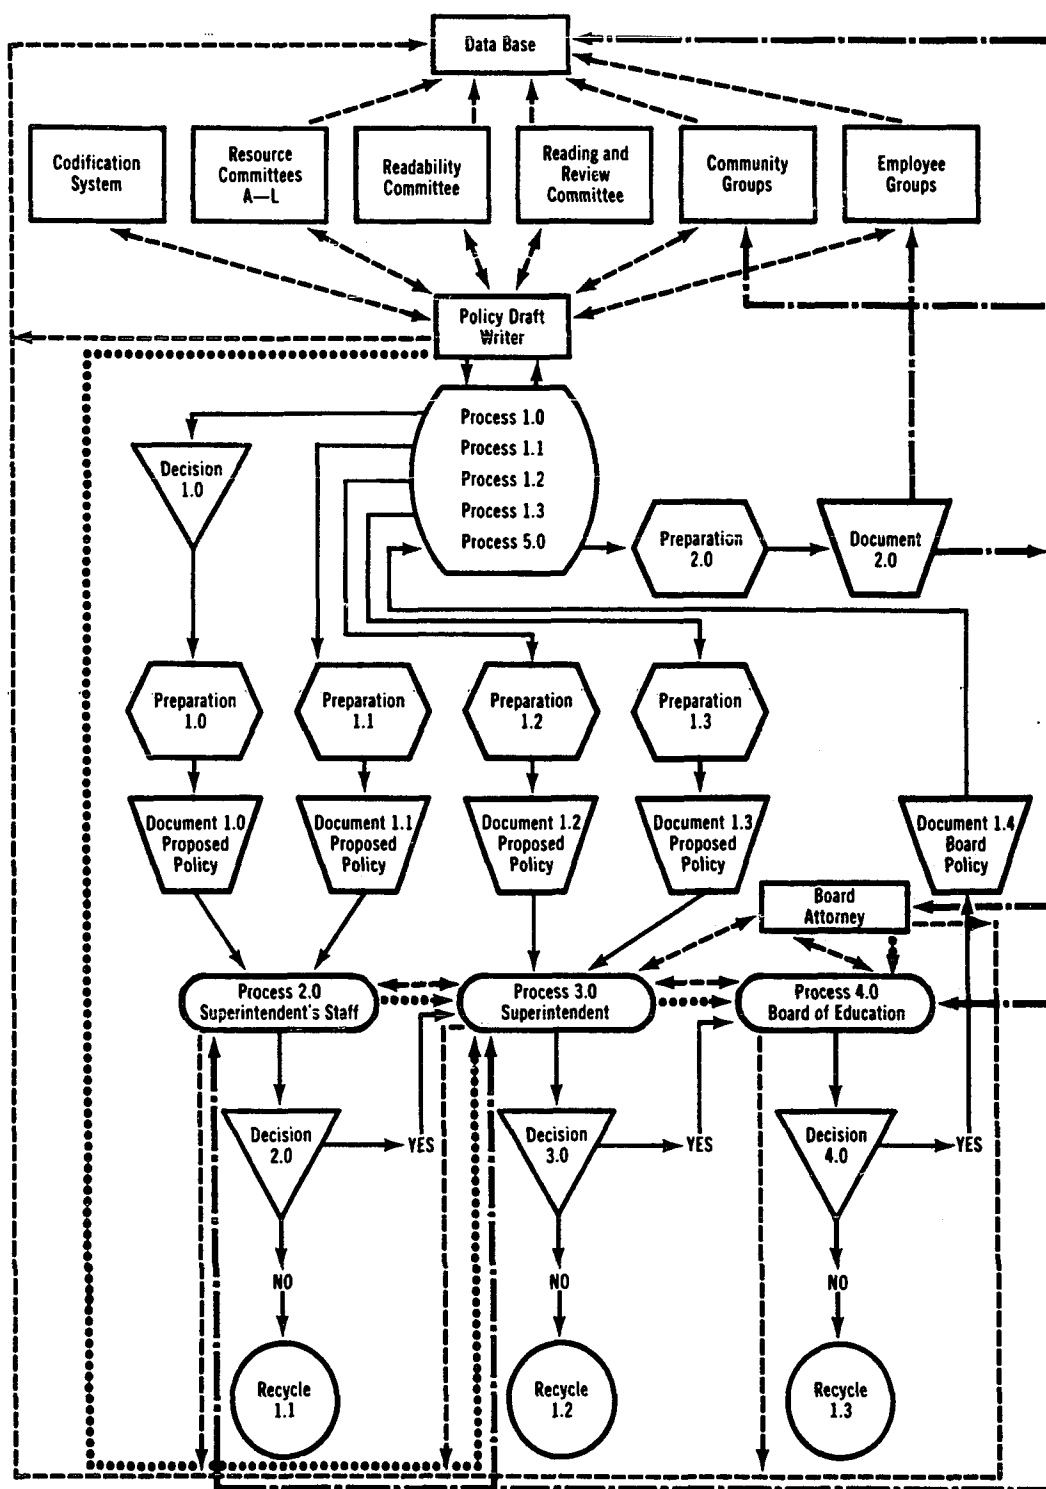 Data Base
Codification
System
Resource
Committees
A—L
Readability
Committee
Reading and
Review
Committee
Community
Groups
Employee
Groups
Policy Draft
Writer
Process 1.0
Process 1.1
Process 1.2
Process 1.3
Process 5.0
Decision
1.0
Preparation
2.0
Document
2.0
Preparation
1.0
Preparation
1.1
Preparation
1.2
Preparation
1.3
Document 1.0
Proposed
Policy
Document 1.1
Proposed
Policy
Document 1.2
Proposed
Policy
Document 1.3
Proposed
Policy
Document 1.4
Board
Policy
Board
Attorney
Process 2.0
Superintendent's Staff
Process 3.0
Superintendent
Process 4.0
Board of Education
Decision
2.0
YES
Decision
3.0
YES
Decision
4.0
YES
NO
NO
NO
Recycle
1.1
Recycle
1.2
Recycle
1.3